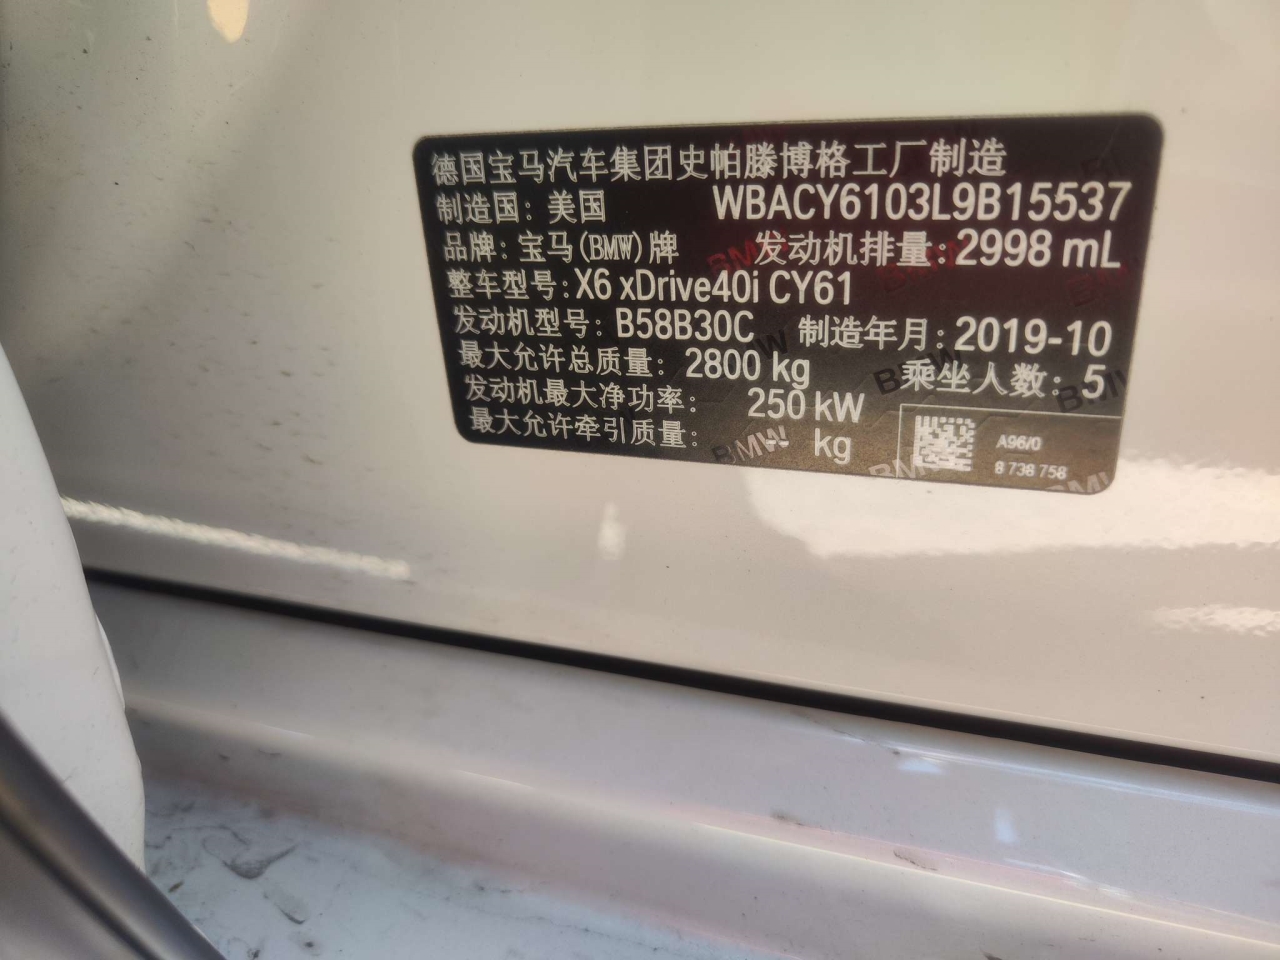 德国宝马汽车集团史帕滕博格工厂制造
制造国: 美国 WBACY6103L9B15537
品牌: 宝马(BMW)牌 发动机排量: 2998 mL
整车型号: X6 xDrive40i CY61
发动机型号: B58B30C 制造年月: 2019-10
最大允许总质量: 2800 kg 乘坐人数: 5
发动机最大净功率: 250 kW
最大允许牵引质量: -- kg
A96/0
8 738 758